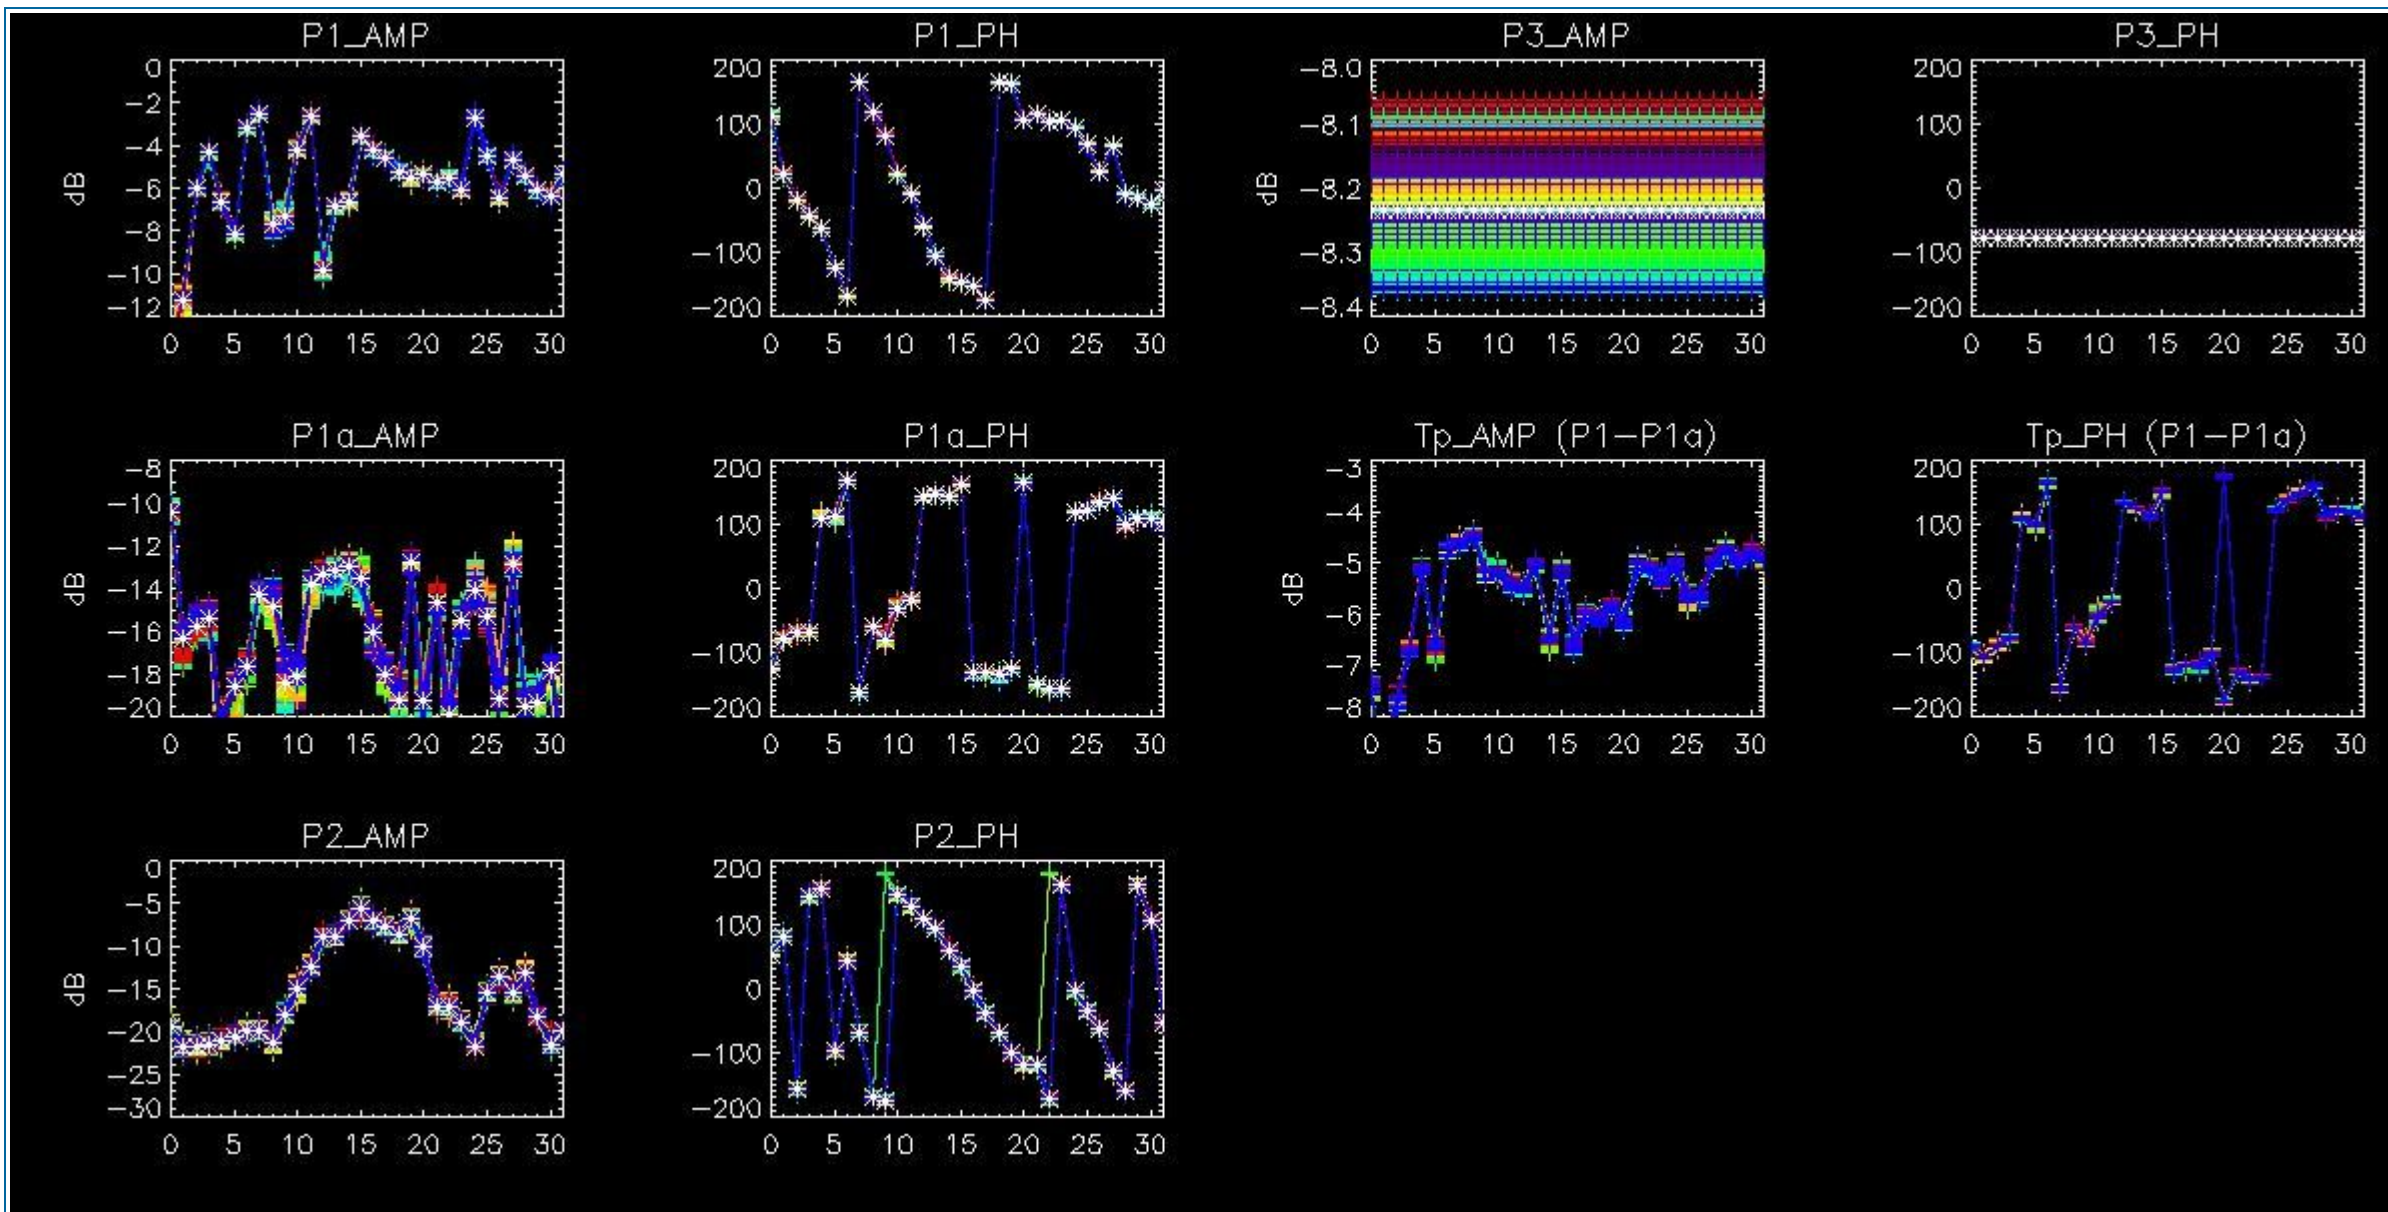 P1_AMP
P1_PH
P3_AMP
P3_PH
0
−2
−4
−6
−8
−10
−12
dB
0 5 10 15 20 25 30
200
100
0
−100
−200
0 5 10 15 20 25 30
−8.0
−8.1
−8.2
−8.3
−8.4
dB
0 5 10 15 20 25 30
200
100
0
−100
−200
0 5 10 15 20 25 30
P1a_AMP
P1a_PH
Tp_AMP (P1−P1a)
Tp_PH (P1−P1a)
−8
−10
−12
−14
−16
−18
−20
dB
0 5 10 15 20 25 30
200
100
0
−100
−200
0 5 10 15 20 25 30
−3
−4
−5
−6
−7
−8
dB
0 5 10 15 20 25 30
200
100
0
−100
−200
0 5 10 15 20 25 30
P2_AMP
P2_PH
0
−5
−10
−15
−20
−25
−30
dB
0 5 10 15 20 25 30
200
100
0
−100
−200
0 5 10 15 20 25 30